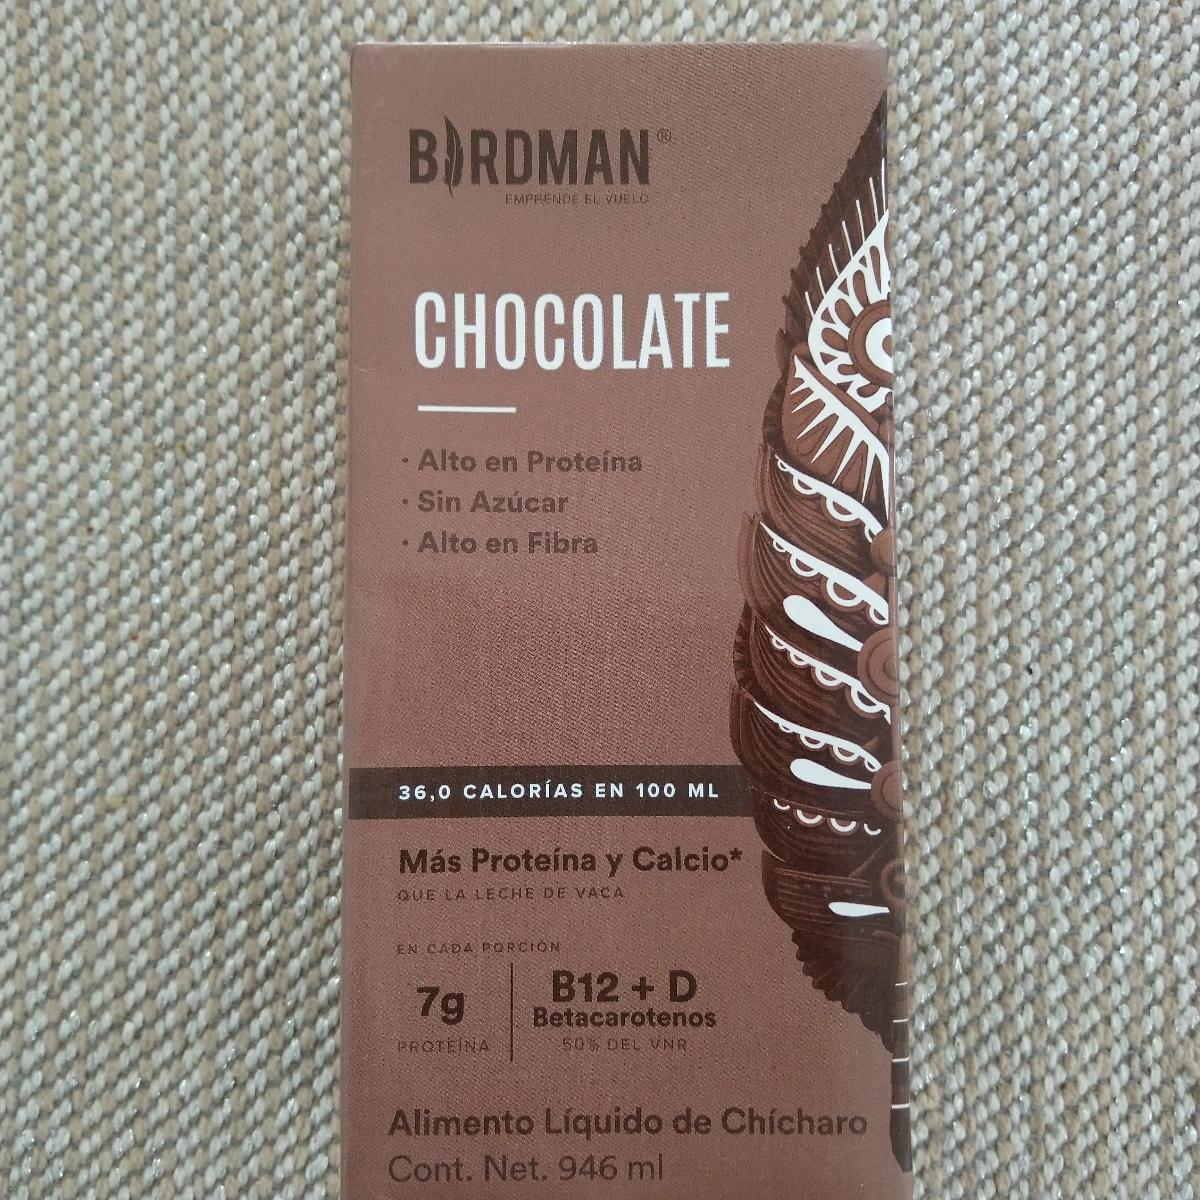 BIRDMAN®
EMPRENDE EL VUELO
CHOCOLATE
· Alto en Proteína
· Sin Azúcar
· Alto en Fibra
36,0 CALORÍAS EN 100 ML
Más Proteína y Calcio*
QUE LA LECHE DE VACA
EN CADA PORCIÓN
7g
PROTEÍNA
B12 + D
Betacarotenos
50% DEL VNR
Alimento Líquido de Chícharo
Cont. Net. 946 ml